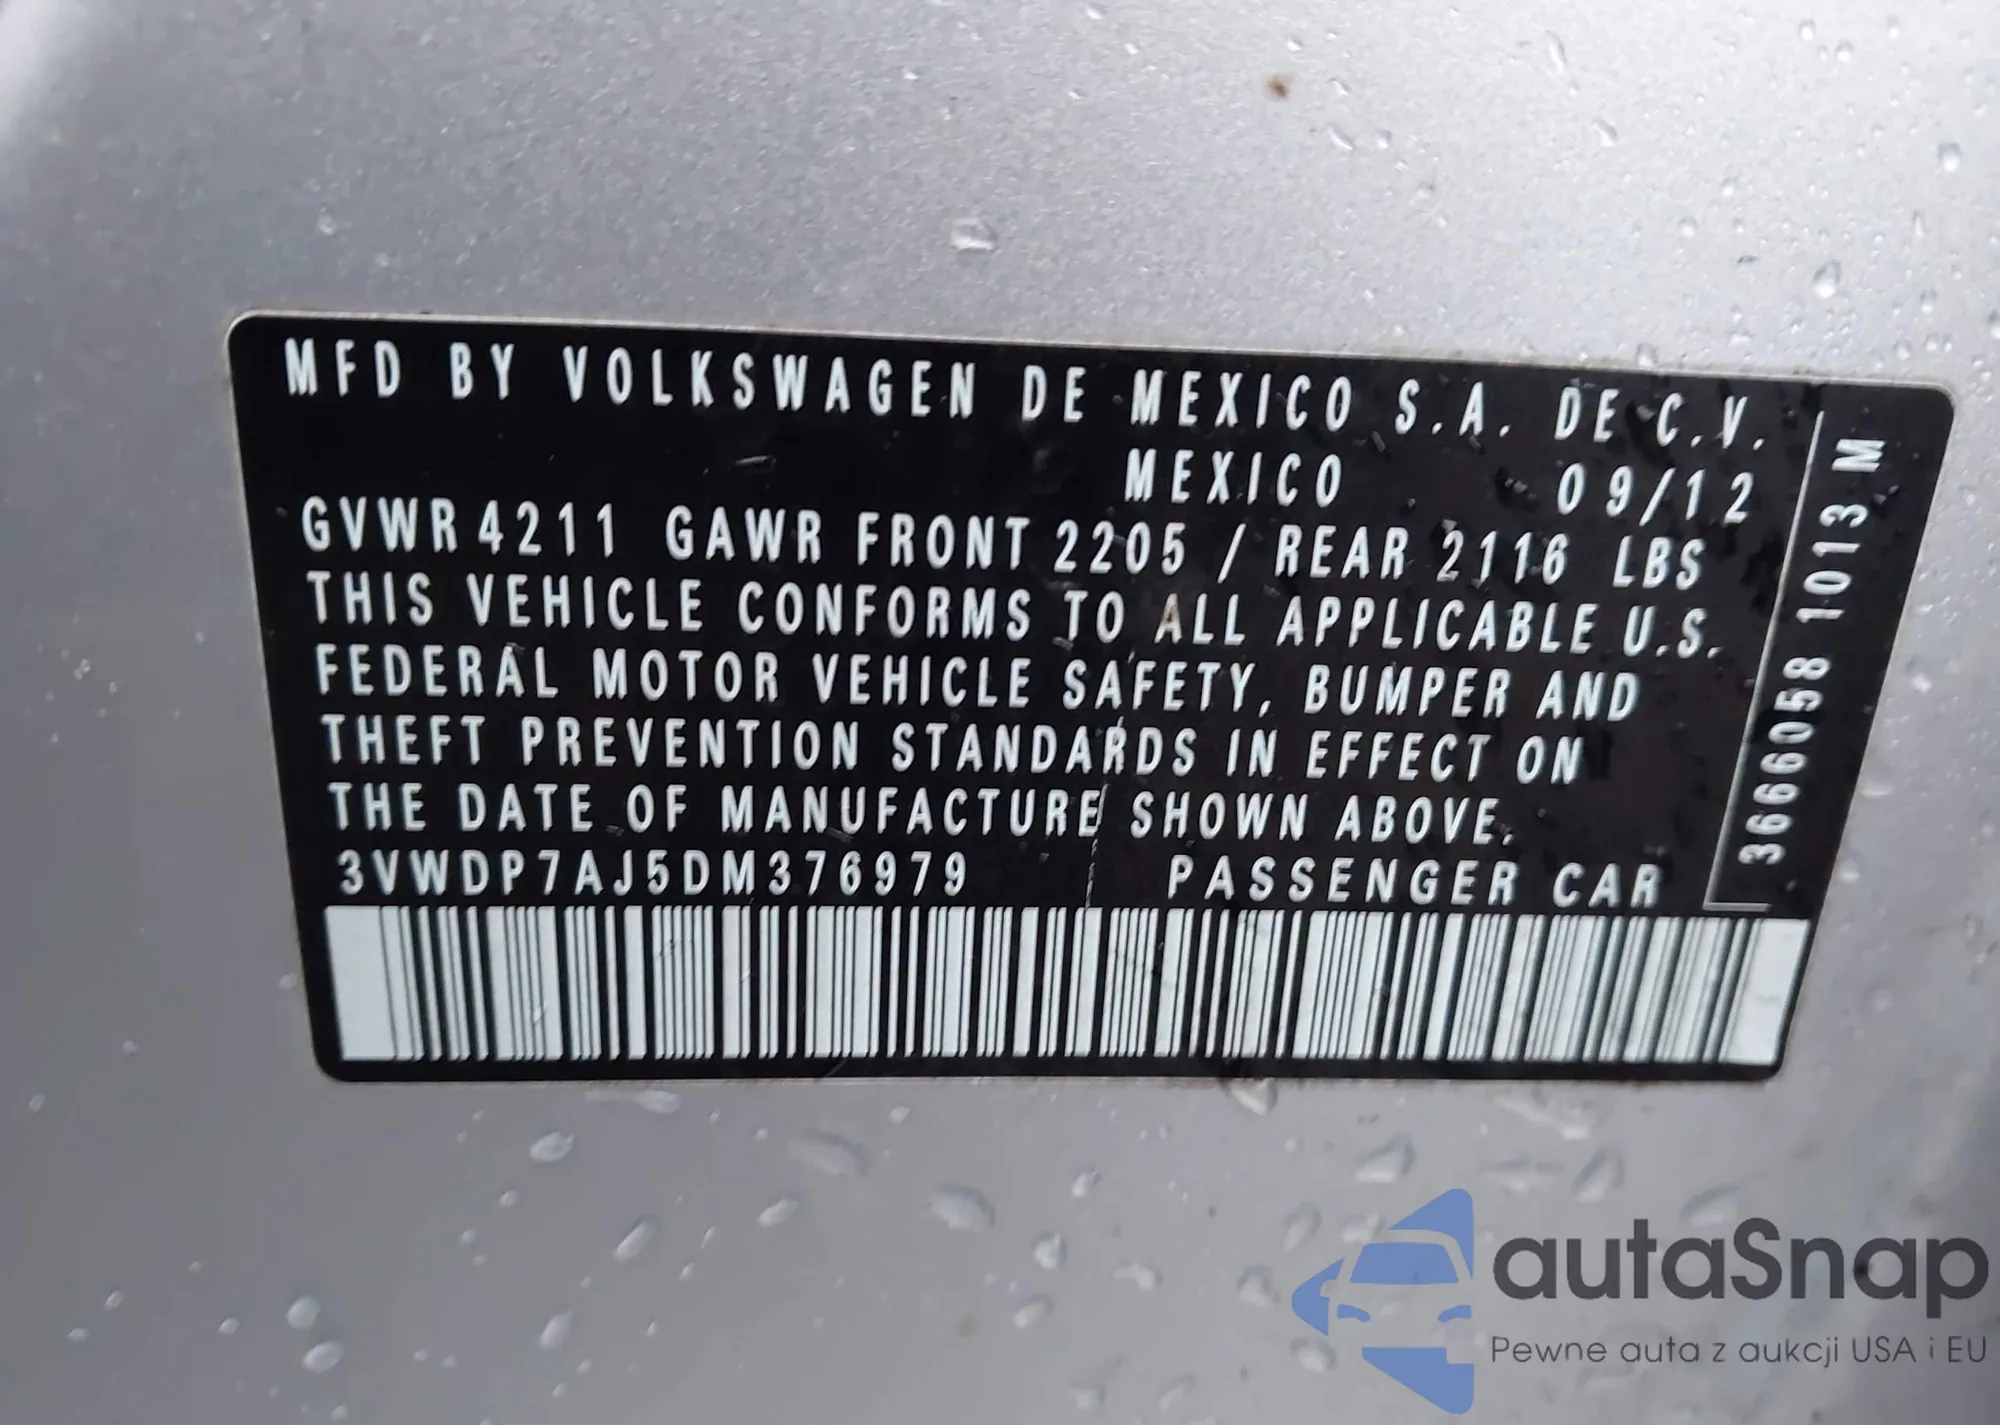 MFD BY VOLKSWAGEN DE MEXICO S.A. DE C.V.
MEXICO 09/12
GVWR 4211 GAWR FRONT 2205 / REAR 2116 LBS
THIS VEHICLE CONFORMS TO ALL APPLICABLE U.S.
FEDERAL MOTOR VEHICLE SAFETY, BUMPER AND
THEFT PREVENTION STANDARDS IN EFFECT ON
THE DATE OF MANUFACTURE SHOWN ABOVE.
3VWDP7AJ5DM376979 PASSENGER CAR
3666058 1013 M
autaSnap
Pewne auta z aukcji USA i EU